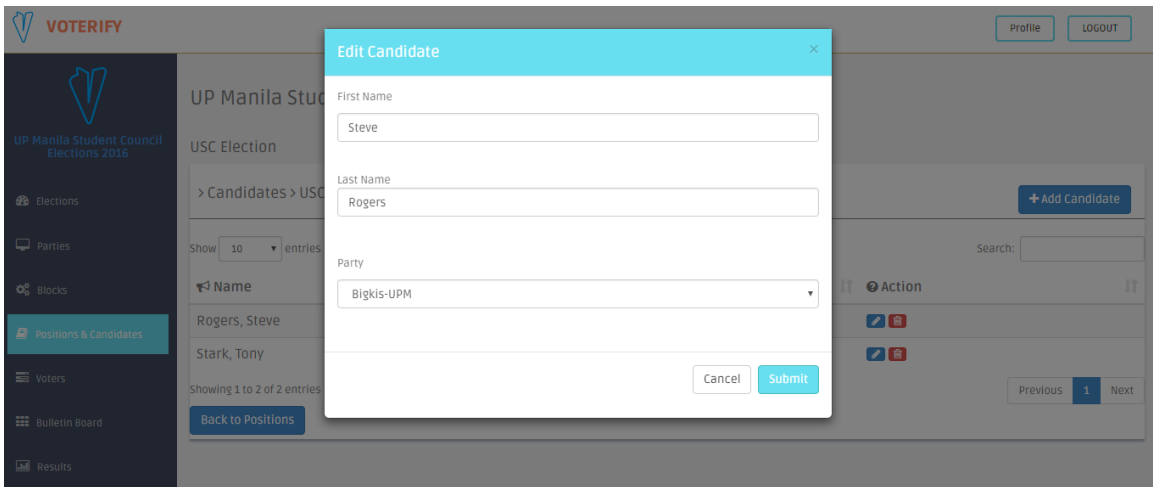 VOTERIFY
Profile
LOGOUT
UP Manila Student Council
Elections 2016
Elections
Parties
Blocks
Positions & Candidates
Voters
Bulletin Board
Results
UP Manila Stud
USC Election
> Candidates > USC
+ Add Candidate
Show 10 entries
Search:
Name
Action
Rogers, Steve
Stark, Tony
Showing 1 to 2 of 2 entries
Previous 1 Next
Back to Positions
Edit Candidate ×
First Name
Steve
Last Name
Rogers
Party
Bigkis-UPM
Cancel Submit